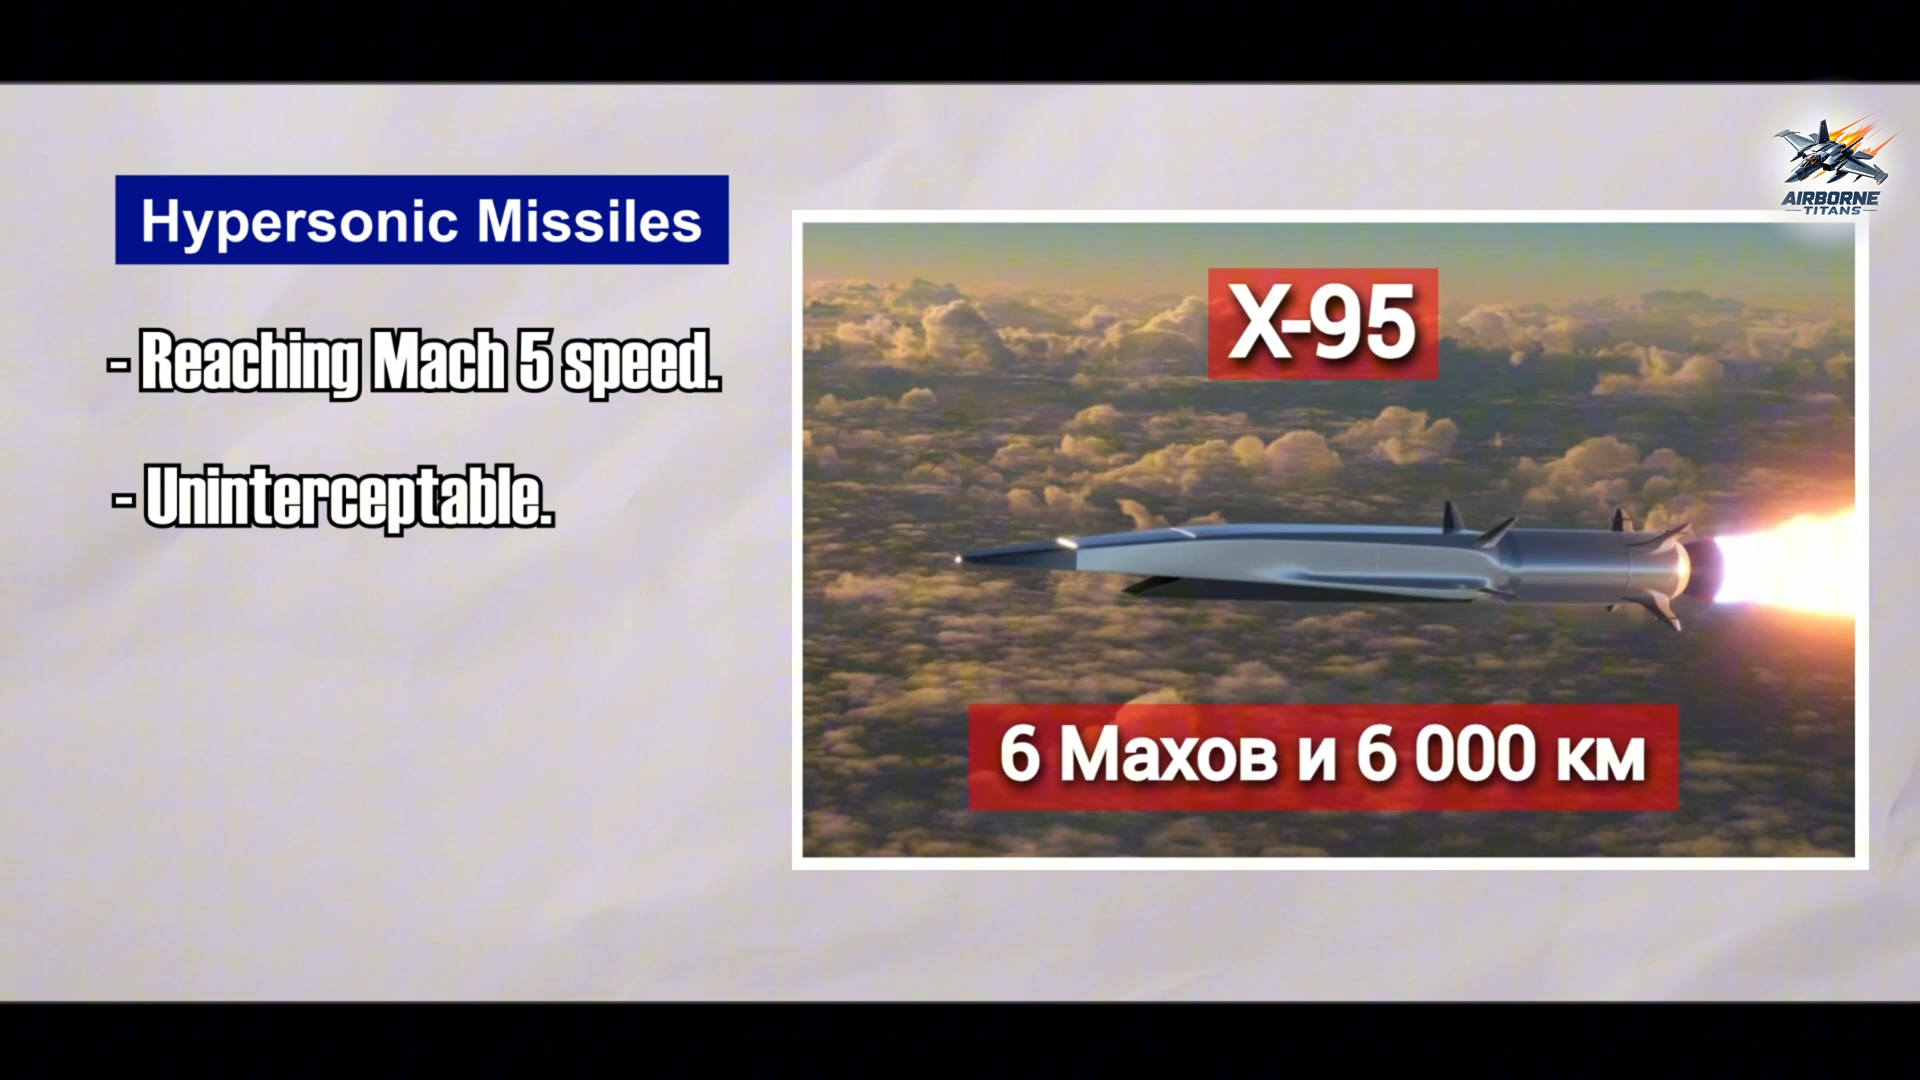 Hypersonic Missiles
- Reaching Mach 5 speed.
- Uninterceptable.
AIRBORNE
TITANS
Х-95
6 Махов и 6 000 км